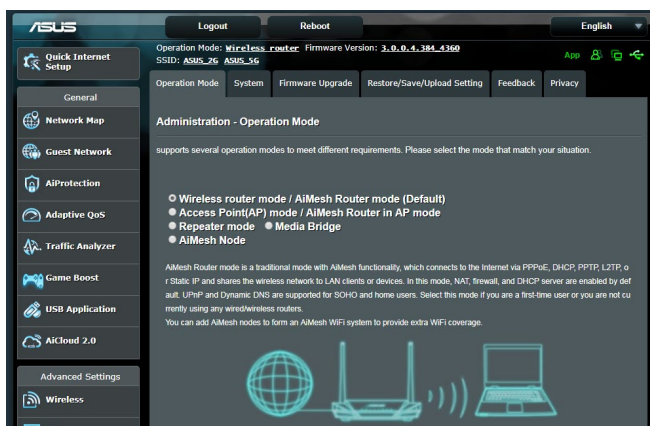 ASUS
Logout
Reboot
English
Quick Internet
Setup
Operation Mode: Wireless router Firmware Version: 3.0.0.4.384_4360
SSID: ASUS_2G ASUS_5G
App
Operation Mode
System
Firmware Upgrade
Restore/Save/Upload Setting
Feedback
Privacy
General
Network Map
Guest Network
AiProtection
Adaptive QoS
Traffic Analyzer
Game Boost
USB Application
AiCloud 2.0
Advanced Settings
Wireless
Administration - Operation Mode
supports several operation modes to meet different requirements. Please select the mode that match your situation.
Wireless router mode / AiMesh Router mode (Default)
Access Point(AP) mode / AiMesh Router in AP mode
Repeater mode Media Bridge
AiMesh Node
AiMesh Router mode is a traditional mode with AiMesh functionality, which connects to the Internet via PPPoE, DHCP, PPTP, L2TP, o
r Static IP and shares the wireless network to LAN clients or devices. In this mode, NAT, firewall, and DHCP server are enabled by def
ault. UPnP and Dynamic DNS are supported for SOHO and home users. Select this mode if you are a first-time user or you are not cu
rrently using any wired/wireless routers.
You can add AiMesh nodes to form an AiMesh WiFi system to provide extra WiFi coverage.